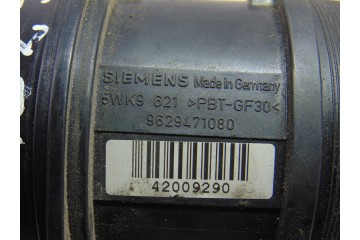 SIEMENS Made in Germany
5WK9 621 >PBT-GF30<
9629471080
42009290